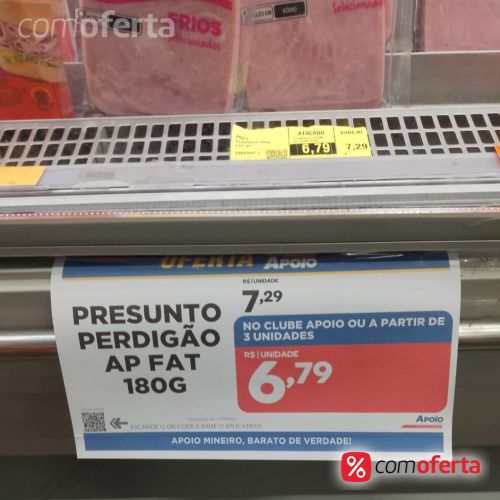 comoferta
FRIOS
Selecionados
500G
Selecionados
ATACADO
VAREJO
6,79
7,29
OFERTA APOIO
R$|UNIDADE
7,29
PRESUNTO
PERDIGÃO
AP FAT
180G
NO CLUBE APOIO OU A PARTIR DE
3 UNIDADES
R$|UNIDADE
6,79
ESCANEIE O QR CODE E BAIXE O APLICATIVO!
APOIO
APOIO MINEIRO, BARATO DE VERDADE!
% comoferta